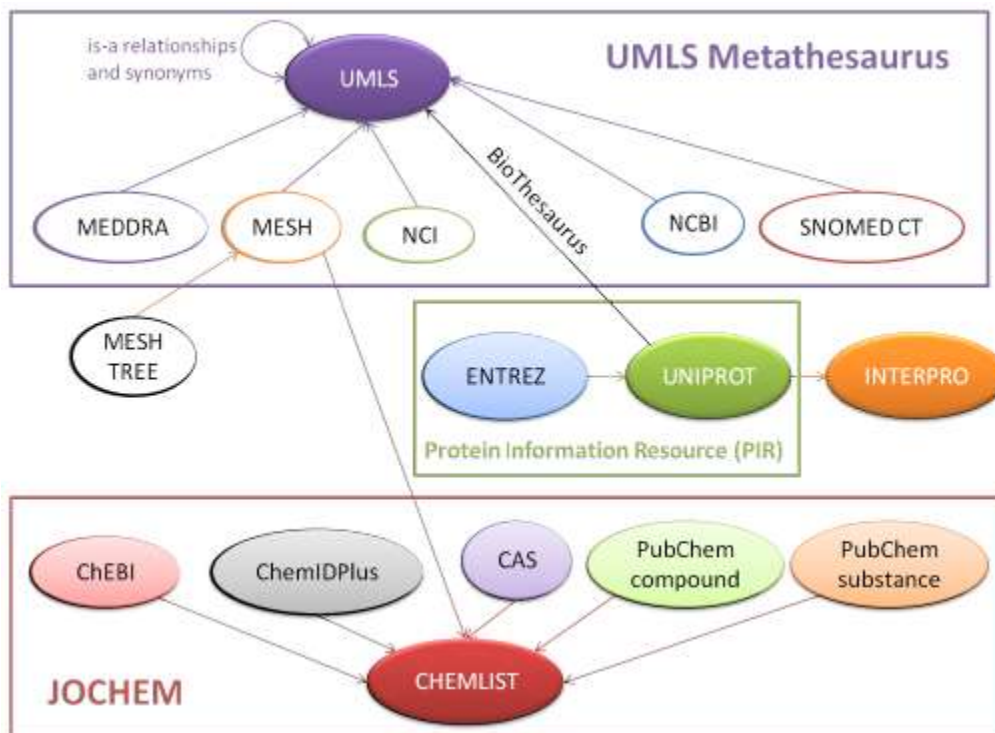 is-a relationships
and synonyms
UMLS
UMLS Metathesaurus
BioThesaurus
MEDDRA
MESH
NCI
NCBI
SNOMED CT
MESH
TREE
ENTREZ
UNIPROT
INTERPRO
Protein Information Resource (PIR)
ChEBI
ChemIDPlus
CAS
PubChem
compound
PubChem
substance
CHEMLIST
JOCHEM